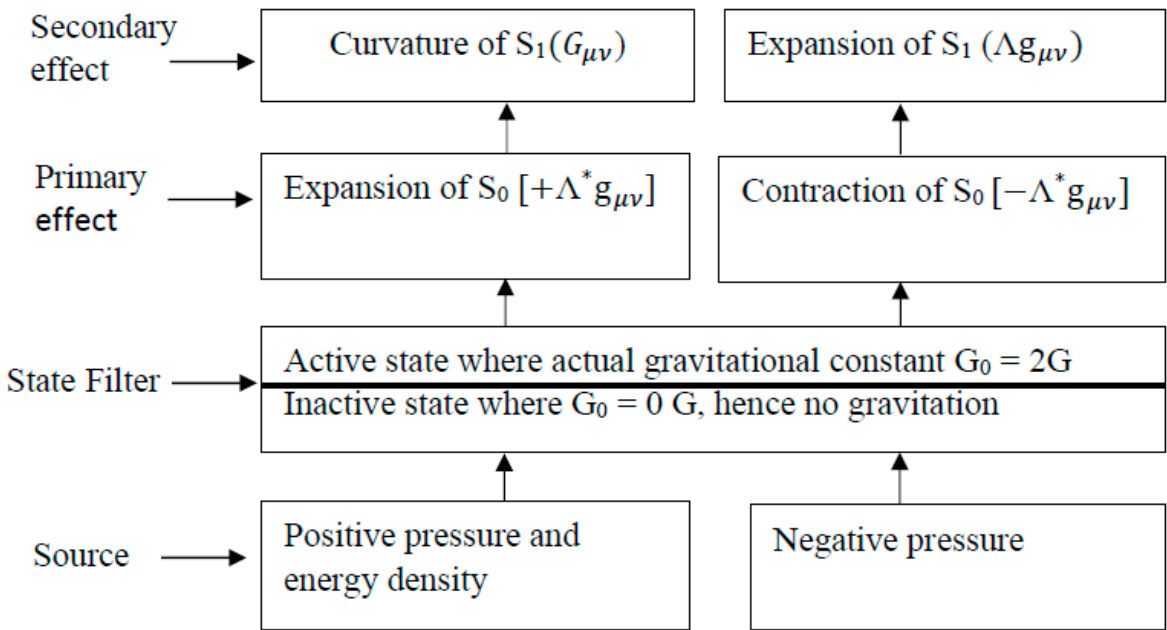 Secondary
effect
Curvature of S₁(G_μν)
Expansion of S₁ (Λg_μν)
Primary
effect
Expansion of S₀ [+Λ*g_μν]
Contraction of S₀ [−Λ*g_μν]
State Filter
Active state where actual gravitational constant G₀ = 2G
Inactive state where G₀ = 0 G, hence no gravitation
Source
Positive pressure and
energy density
Negative pressure